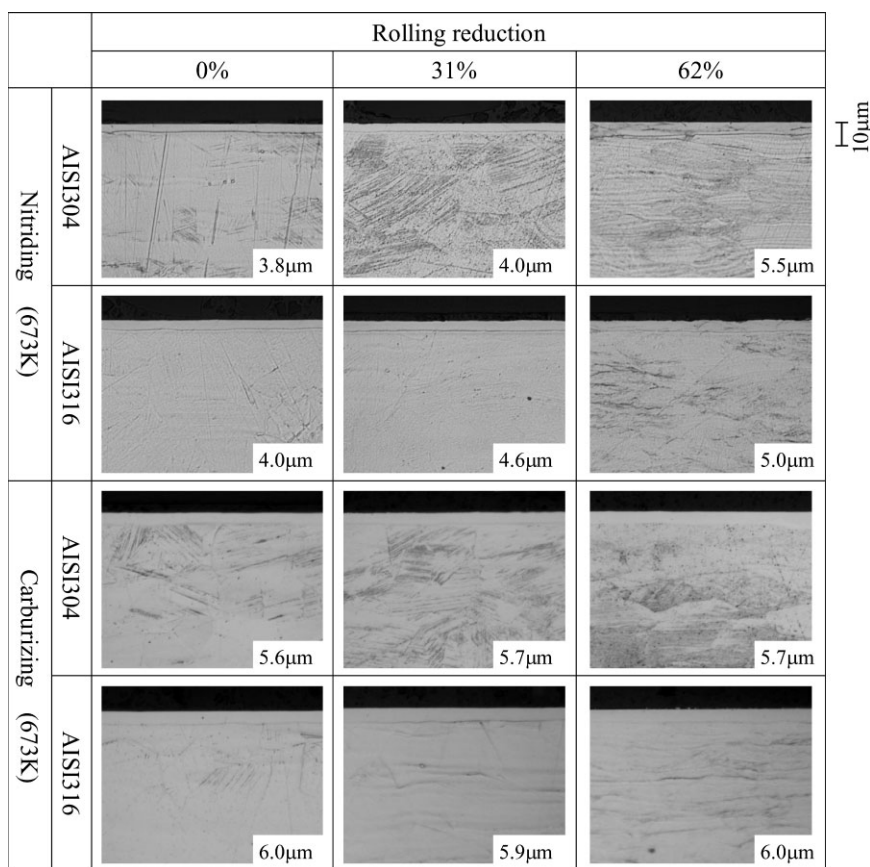 Rolling reduction
0%
31%
62%
Nitriding (673K)
AISI304
3.8μm
4.0μm
5.5μm
10μm
AISI316
4.0μm
4.6μm
5.0μm
Carburizing (673K)
AISI304
5.6μm
5.7μm
5.7μm
AISI316
6.0μm
5.9μm
6.0μm